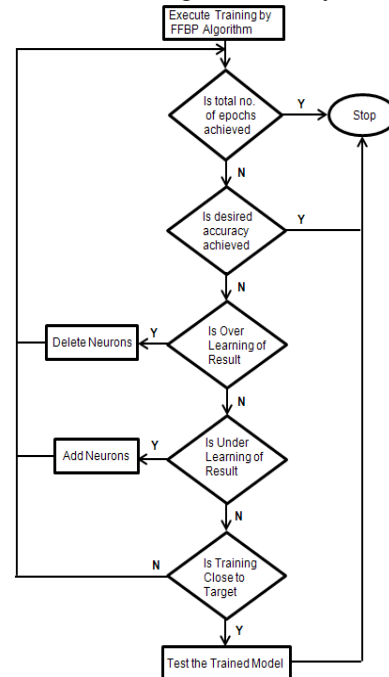 Execute Training by
FFBP Algorithm
Is total no.
of epochs
achieved
Y
Stop
N
Is desired
accuracy
achieved
Y
N
Is Over
Learning of
Result
Y
Delete Neurons
N
Is Under
Learning of
Result
Y
Add Neurons
N
Is Training
Close to
Target
N
Y
Test the Trained Model